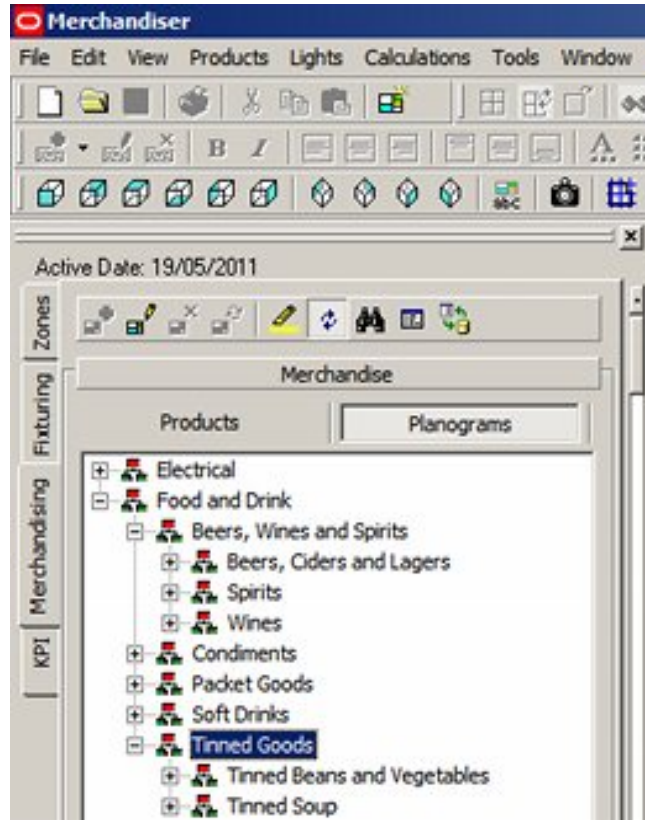 Merchandiser
File Edit View Products Lights Calculations Tools Window
B I A
abc
Active Date: 19/05/2011
Zones
Fixturing
Merchandising
KPI
Merchandise
Products Planograms
Electrical
Food and Drink
Beers, Wines and Spirits
Beers, Ciders and Lagers
Spirits
Wines
Condiments
Packet Goods
Soft Drinks
Tinned Goods
Tinned Beans and Vegetables
Tinned Soup